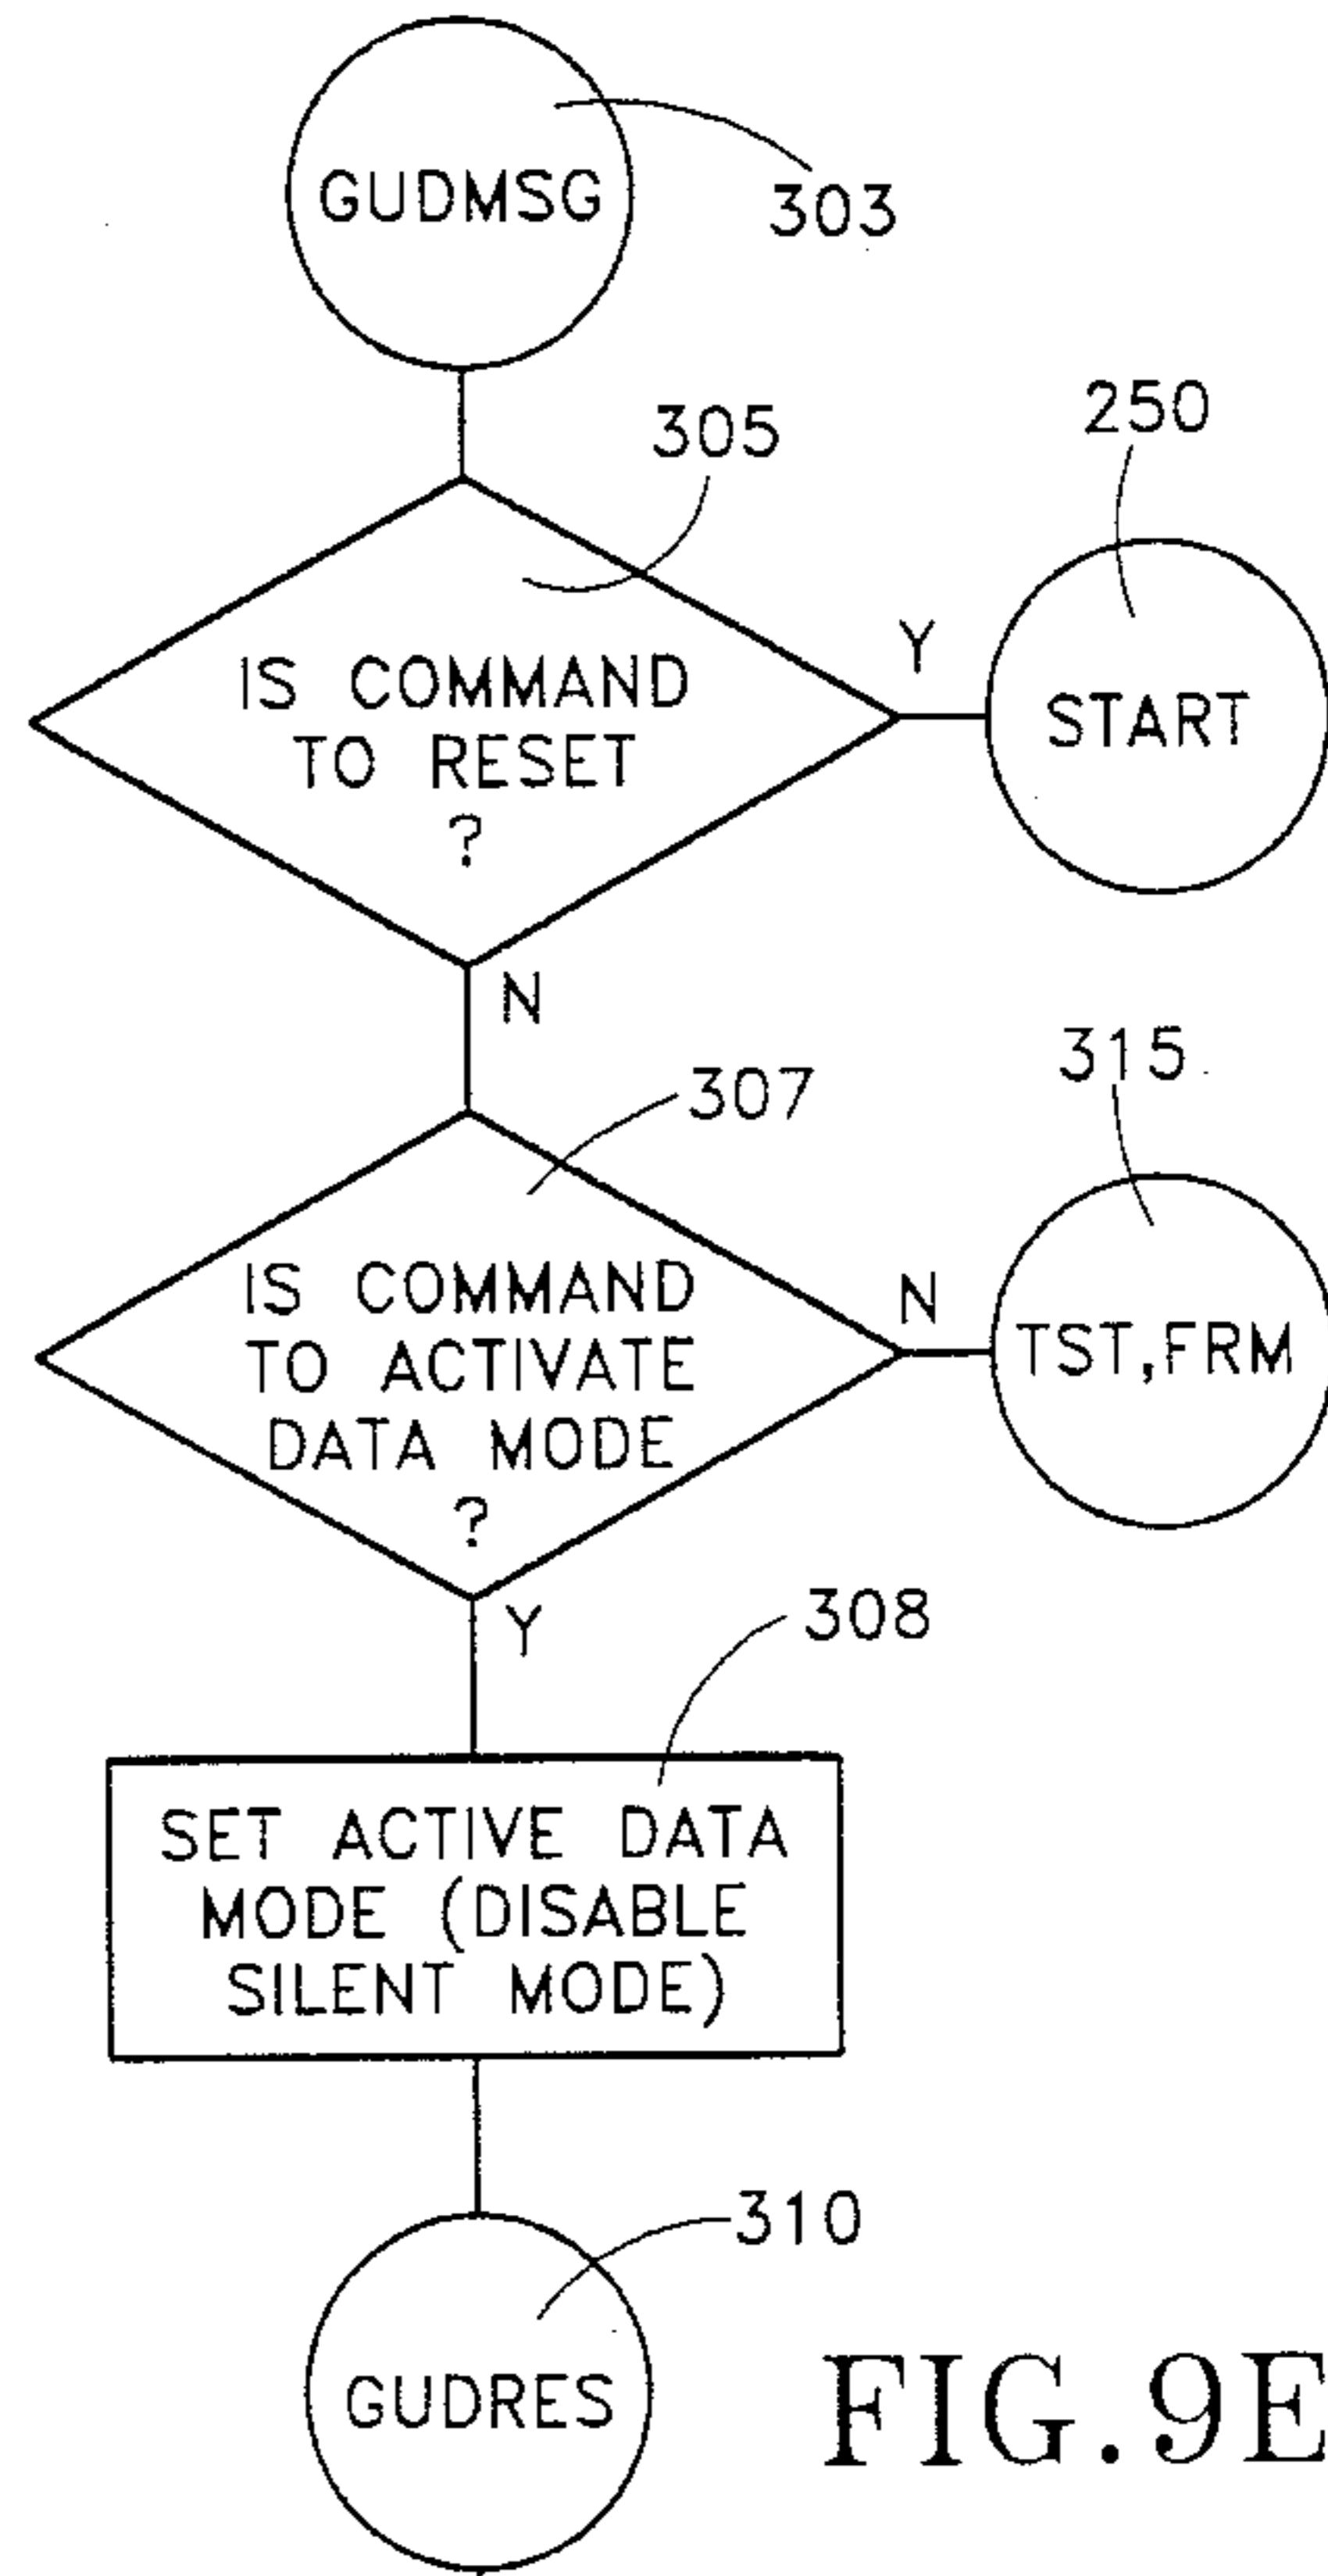 GUDMSG
303
305
250
IS COMMAND
TO RESET
?
Y
START
N
307
315
IS COMMAND
TO ACTIVATE
DATA MODE
?
N
TST,FRM
Y
308
SET ACTIVE DATA
MODE (DISABLE
SILENT MODE)
310
GUDRES
FIG.9E